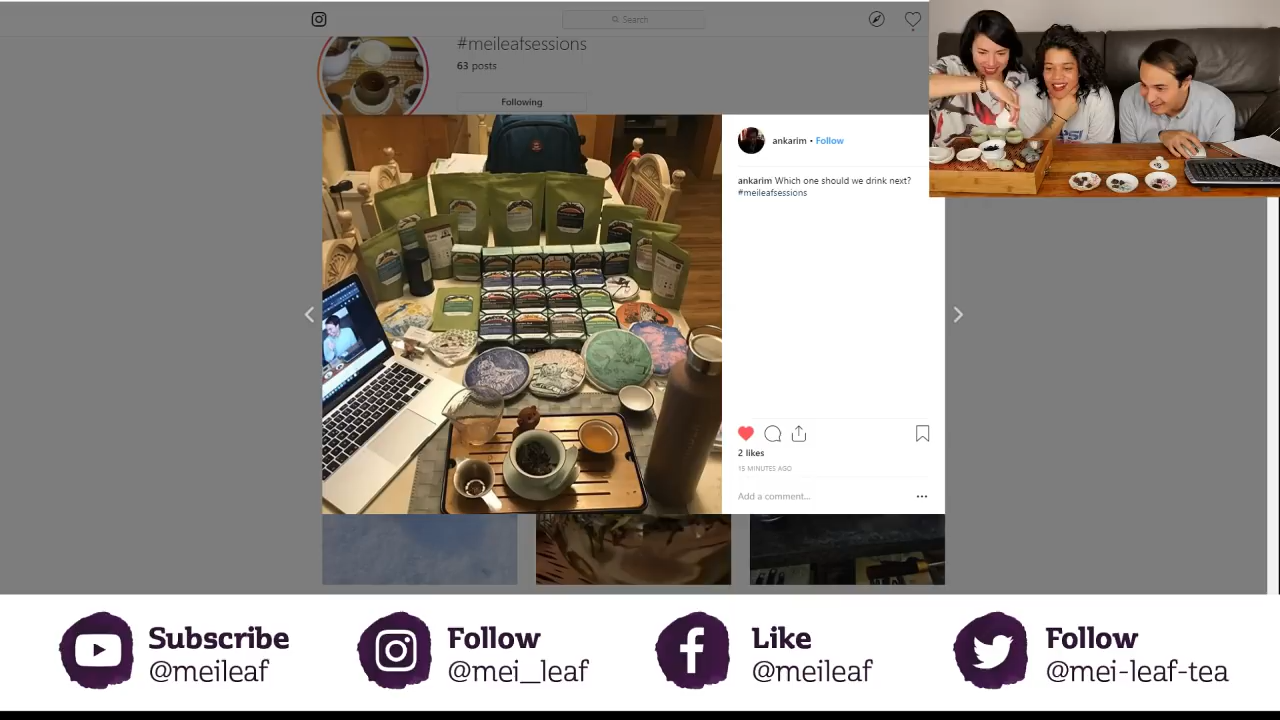 Search
#meileafsessions
63 posts
Following
ankarim • Follow
ankarim Which one should we drink next?
#meileafsessions
2 likes
15 MINUTES AGO
Add a comment...
Subscribe
@meileaf
Follow
@mei_leaf
Like
@meileaf
Follow
@mei-leaf-tea